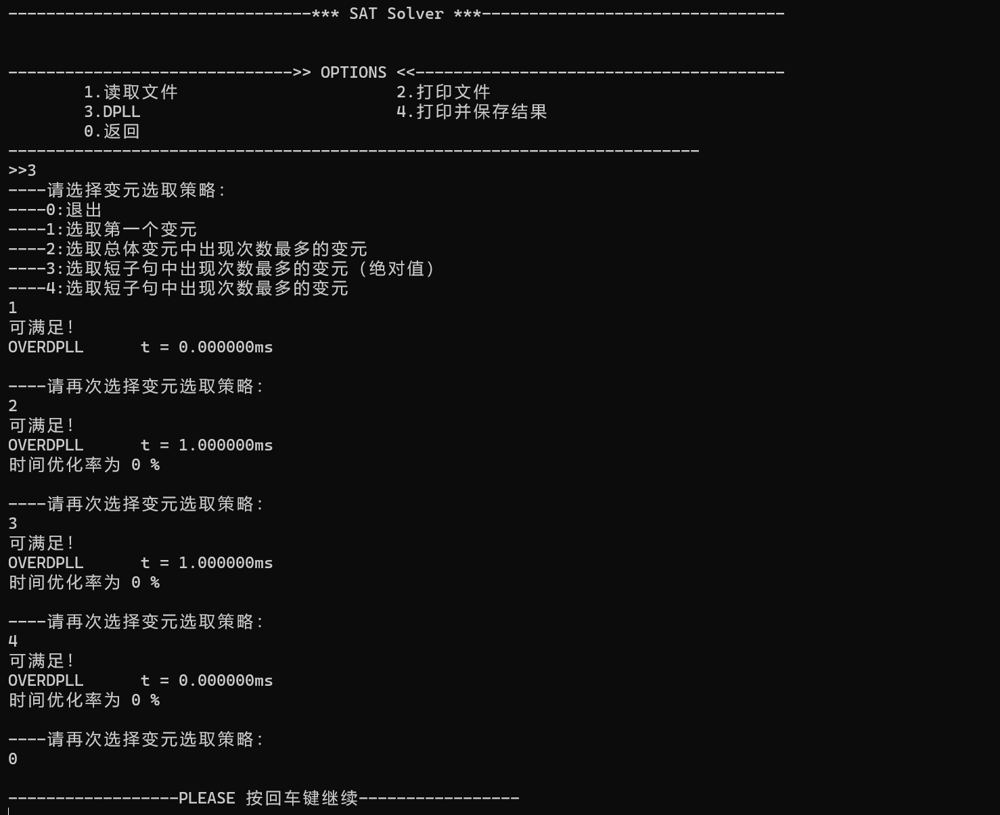 --------------------------------*** SAT Solver ***--------------------------------
------------------------------>> OPTIONS <<---------------------------------------
1.读取文件 2.打印文件
3.DPLL 4.打印并保存结果
0.返回
-------------------------------------------------------------------------
>>3
----请选择变元选取策略:
----0:退出
----1:选取第一个变元
----2:选取总体变元中出现次数最多的变元
----3:选取短子句中出现次数最多的变元（绝对值）
----4:选取短子句中出现次数最多的变元
1
可满足!
OVERDPLL t = 0.000000ms
----请再次选择变元选取策略:
2
可满足!
OVERDPLL t = 1.000000ms
时间优化率为 0 %
----请再次选择变元选取策略:
3
可满足!
OVERDPLL t = 1.000000ms
时间优化率为 0 %
----请再次选择变元选取策略:
4
可满足!
OVERDPLL t = 0.000000ms
时间优化率为 0 %
----请再次选择变元选取策略:
0
------------------PLEASE 按回车键继续-----------------